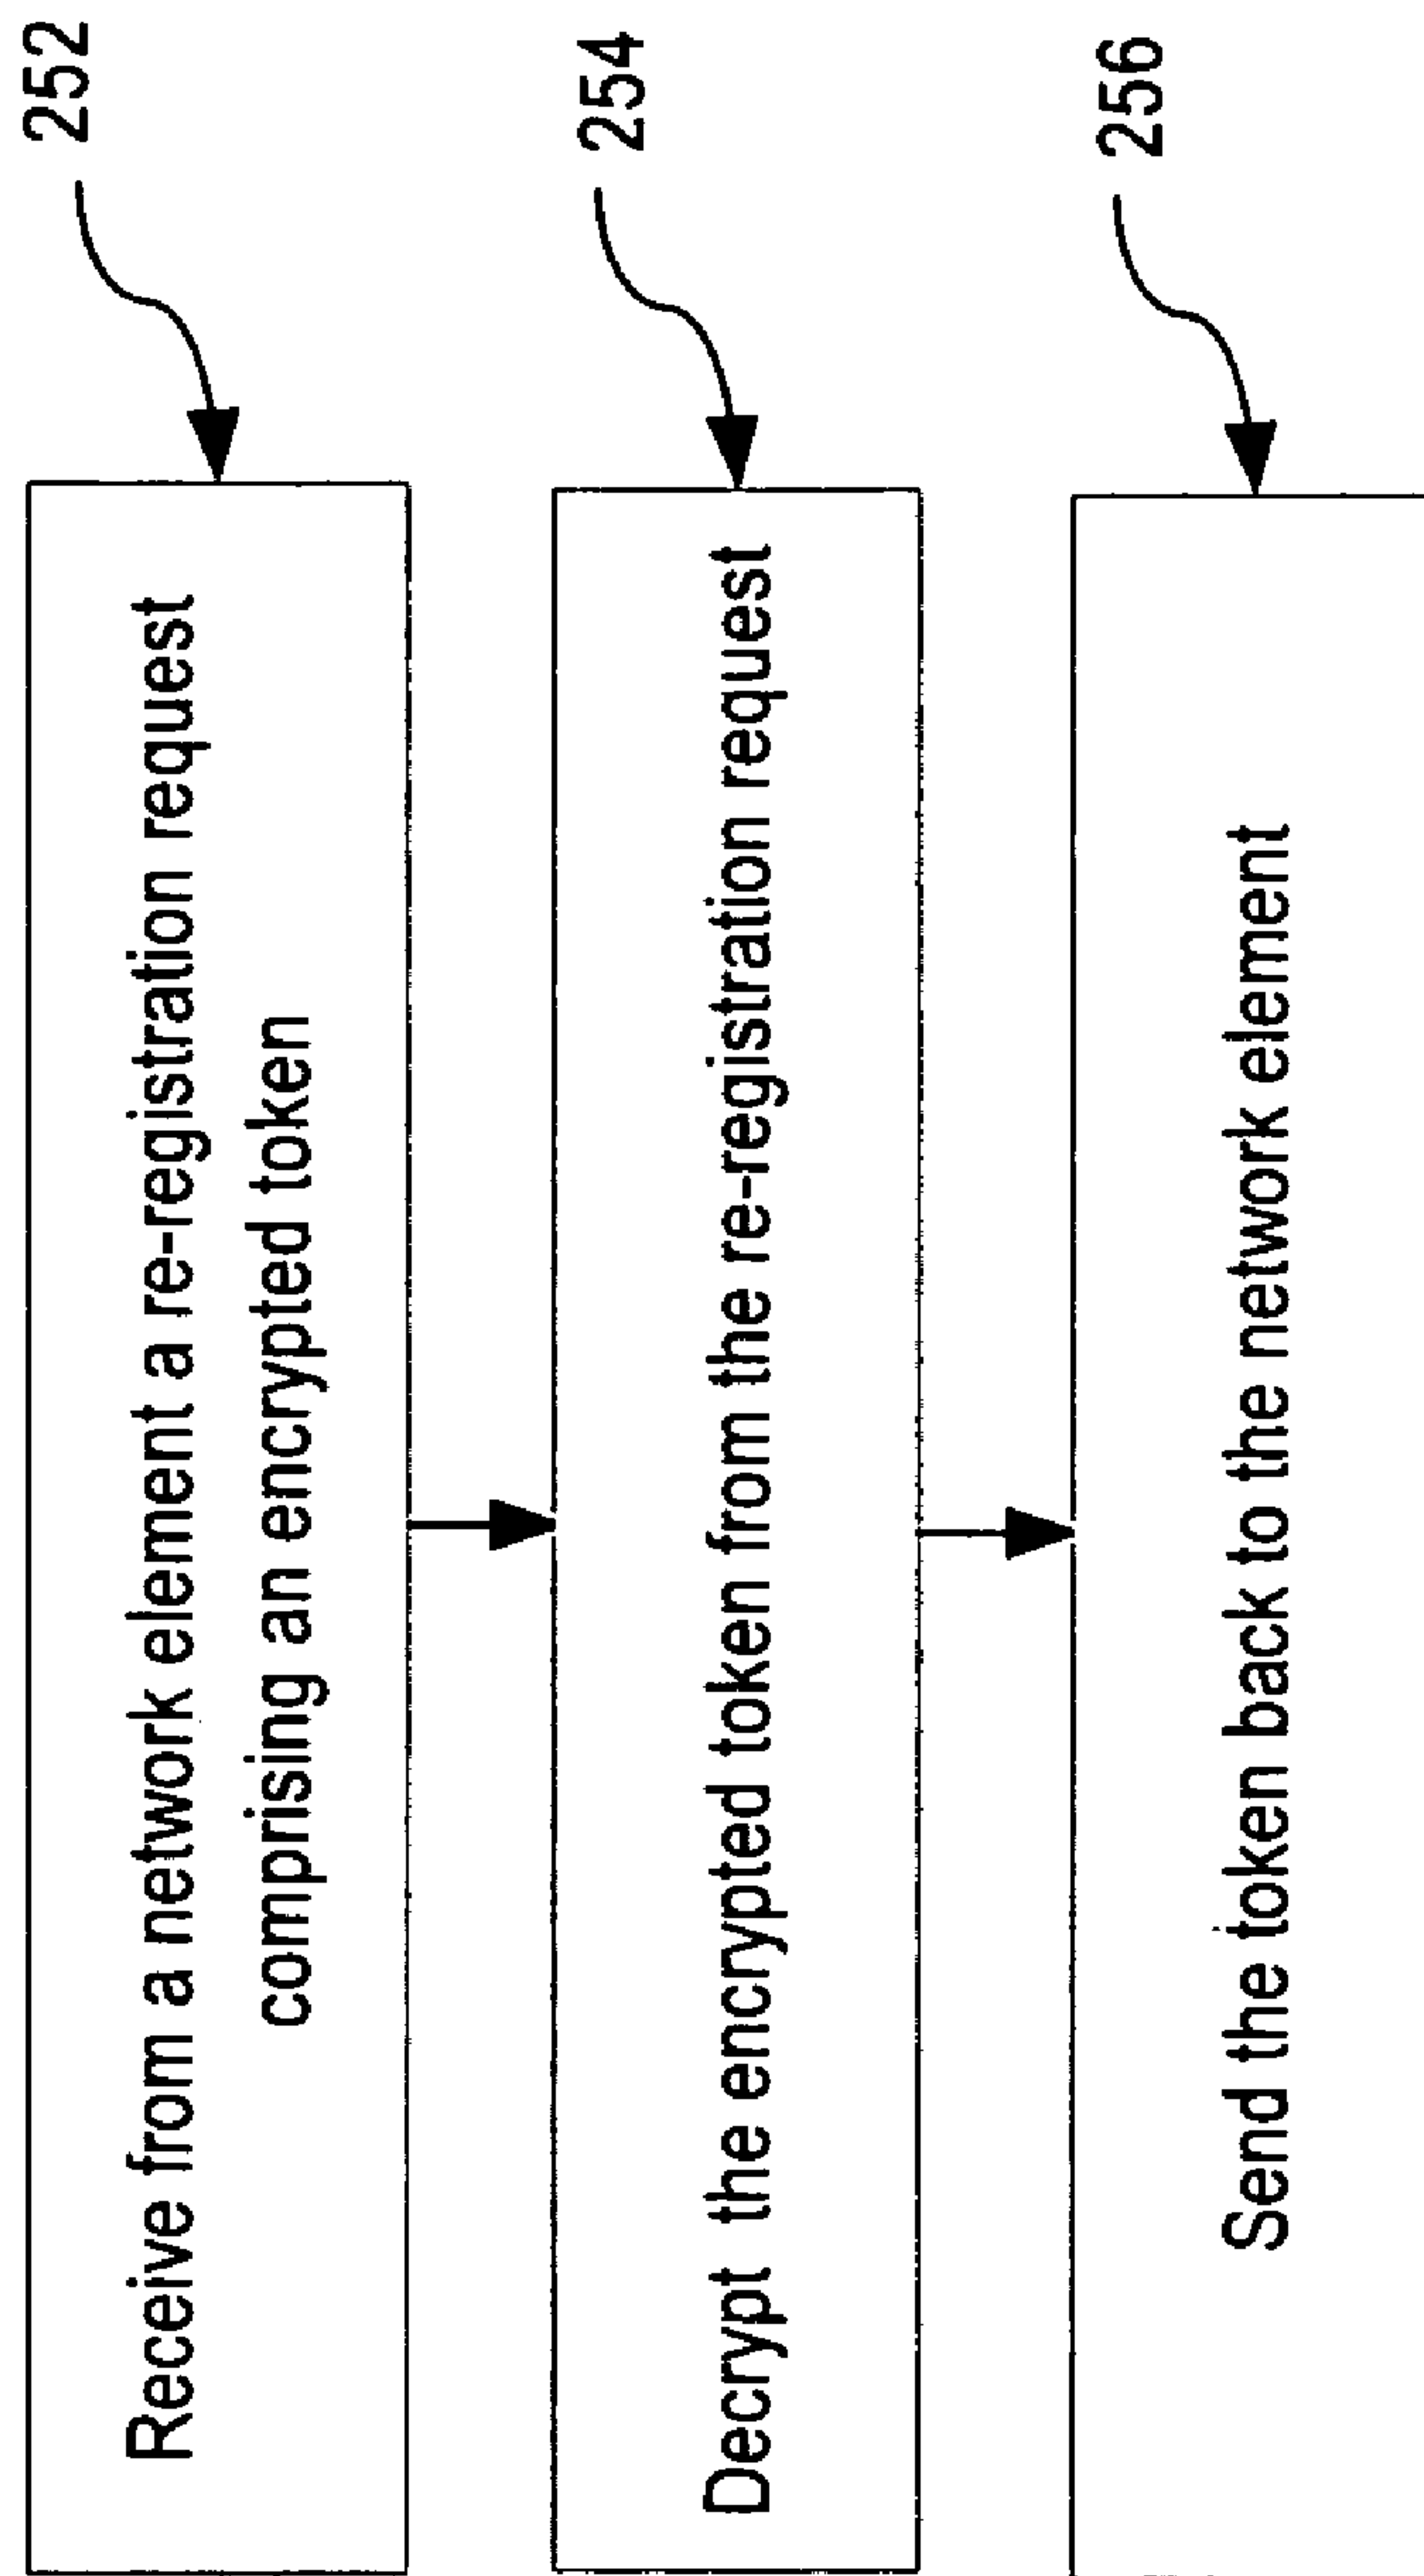 Receive from a network element a re-registration request
comprising an encrypted token
252
Decrypt the encrypted token from the re-registration request
254
Send the token back to the network element
256